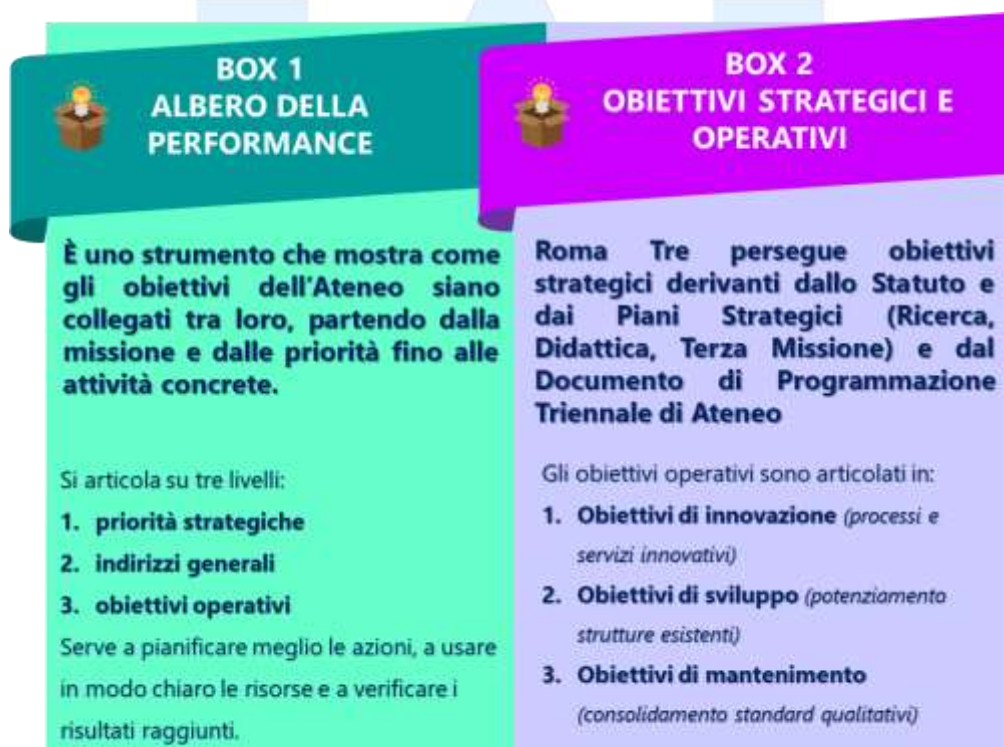 BOX 1
ALBERO DELLA
PERFORMANCE
È uno strumento che mostra come
gli obiettivi dell'Ateneo siano
collegati tra loro, partendo dalla
missione e dalle priorità fino alle
attività concrete.
Si articola su tre livelli:
1. priorità strategiche
2. indirizzi generali
3. obiettivi operativi
Serve a pianificare meglio le azioni, a usare
in modo chiaro le risorse e a verificare i
risultati raggiunti.
BOX 2
OBIETTIVI STRATEGICI E
OPERATIVI
Roma Tre persegue obiettivi
strategici derivanti dallo Statuto e
dai Piani Strategici (Ricerca,
Didattica, Terza Missione) e dal
Documento di Programmazione
Triennale di Ateneo
Gli obiettivi operativi sono articolati in:
1. Obiettivi di innovazione (processi e
servizi innovativi)
2. Obiettivi di sviluppo (potenziamento
strutture esistenti)
3. Obiettivi di mantenimento
(consolidamento standard qualitativi)